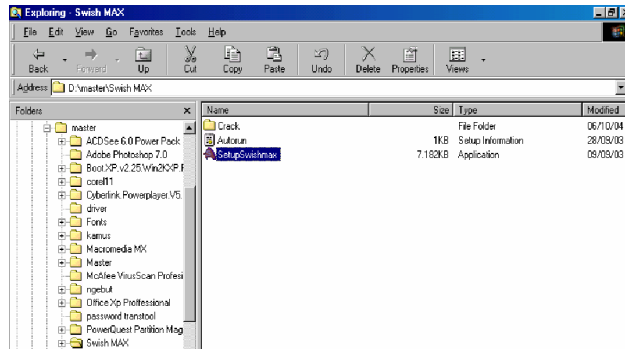 Exploring - Swish MAX
File Edit View Go Favorites Tools Help
Back Forward Up Cut Copy Paste Undo Delete Properties Views
Address D:\master\Swish MAX
Folders
Name Size Type Modified
Crack File Folder 06/10/04
Autorun 1KB Setup Information 28/09/03
SetupSwishmax 7.182KB Application 09/09/03
master
ACDSee 6.0 Power Pack
Adobe Photoshop 7.0
Boot.XP.v2.25.Win2KXP.F
corel11
Cyberlink.Powerplayer.V5.
driver
Fonts
kamus
Macromedia MX
Master
McAfee VirusScan Profesi
ngebut
Office Xp Proffestional
password transtool
PowerQuest Partition Mag
Swish MAX